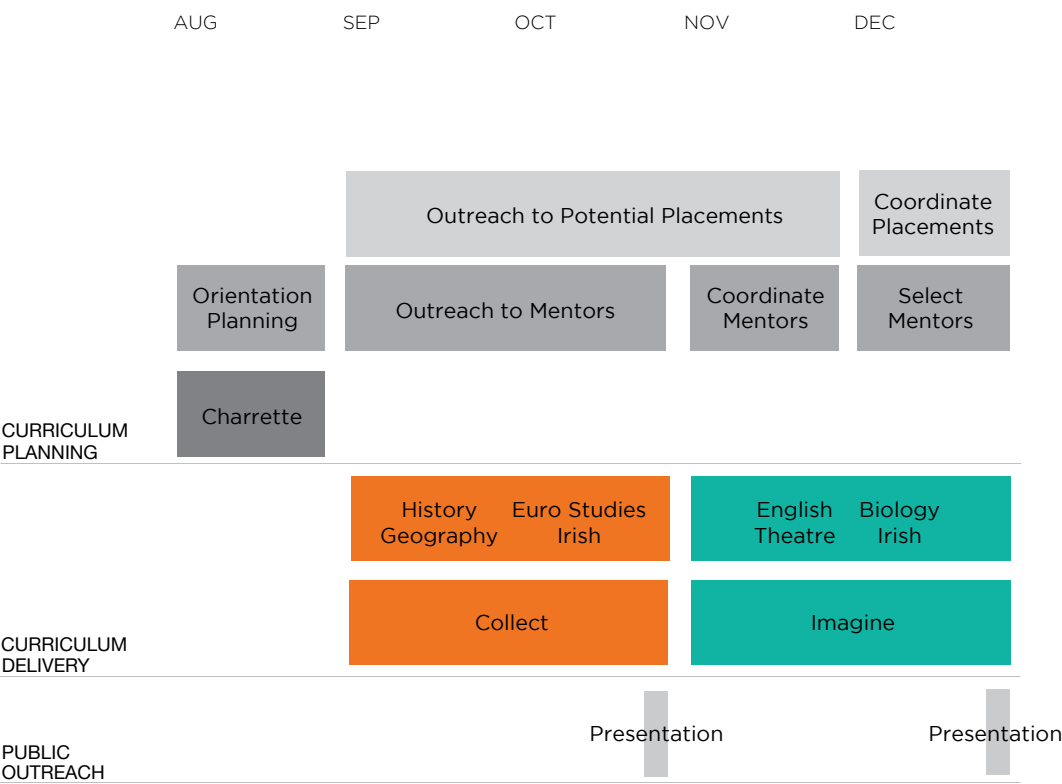 AUG SEP OCT NOV DEC
Outreach to Potential Placements
Coordinate
Placements
Orientation
Planning
Outreach to Mentors
Coordinate
Mentors
Select
Mentors
Charrette
CURRICULUM
PLANNING
History Euro Studies
Geography Irish
English Biology
Theatre Irish
Collect
Imagine
CURRICULUM
DELIVERY
Presentation
Presentation
PUBLIC
OUTREACH